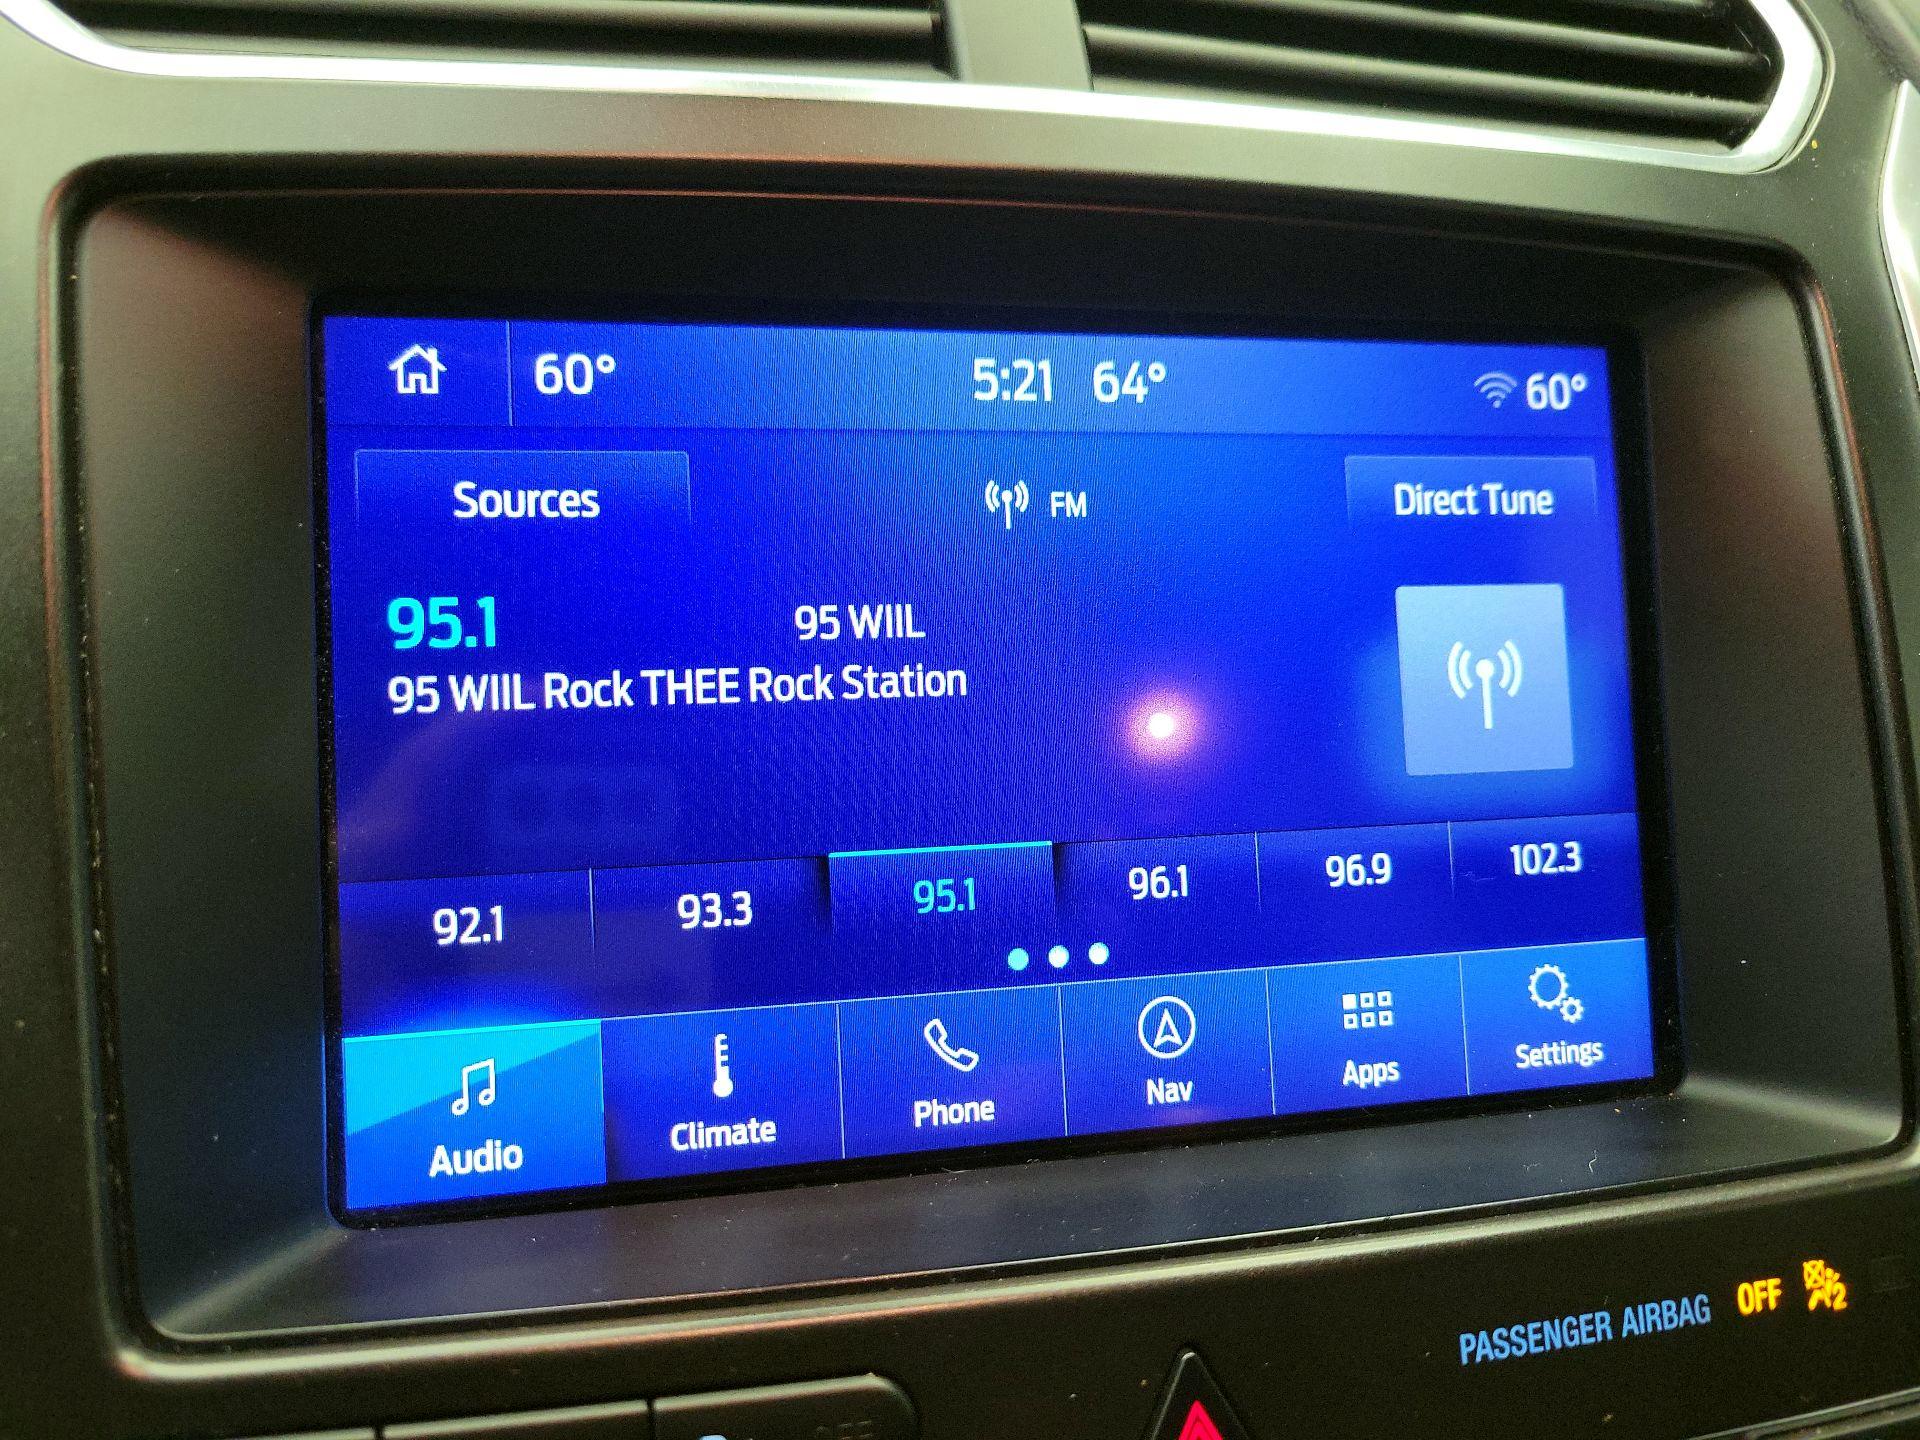 60° 5:21 64° 60°
Sources FM Direct Tune
95.1 95 WIIL
95 WIIL Rock THEE Rock Station
92.1 93.3 95.1 96.1 96.9 102.3
Audio Climate Phone Nav Apps Settings
PASSENGER AIRBAG OFF 2